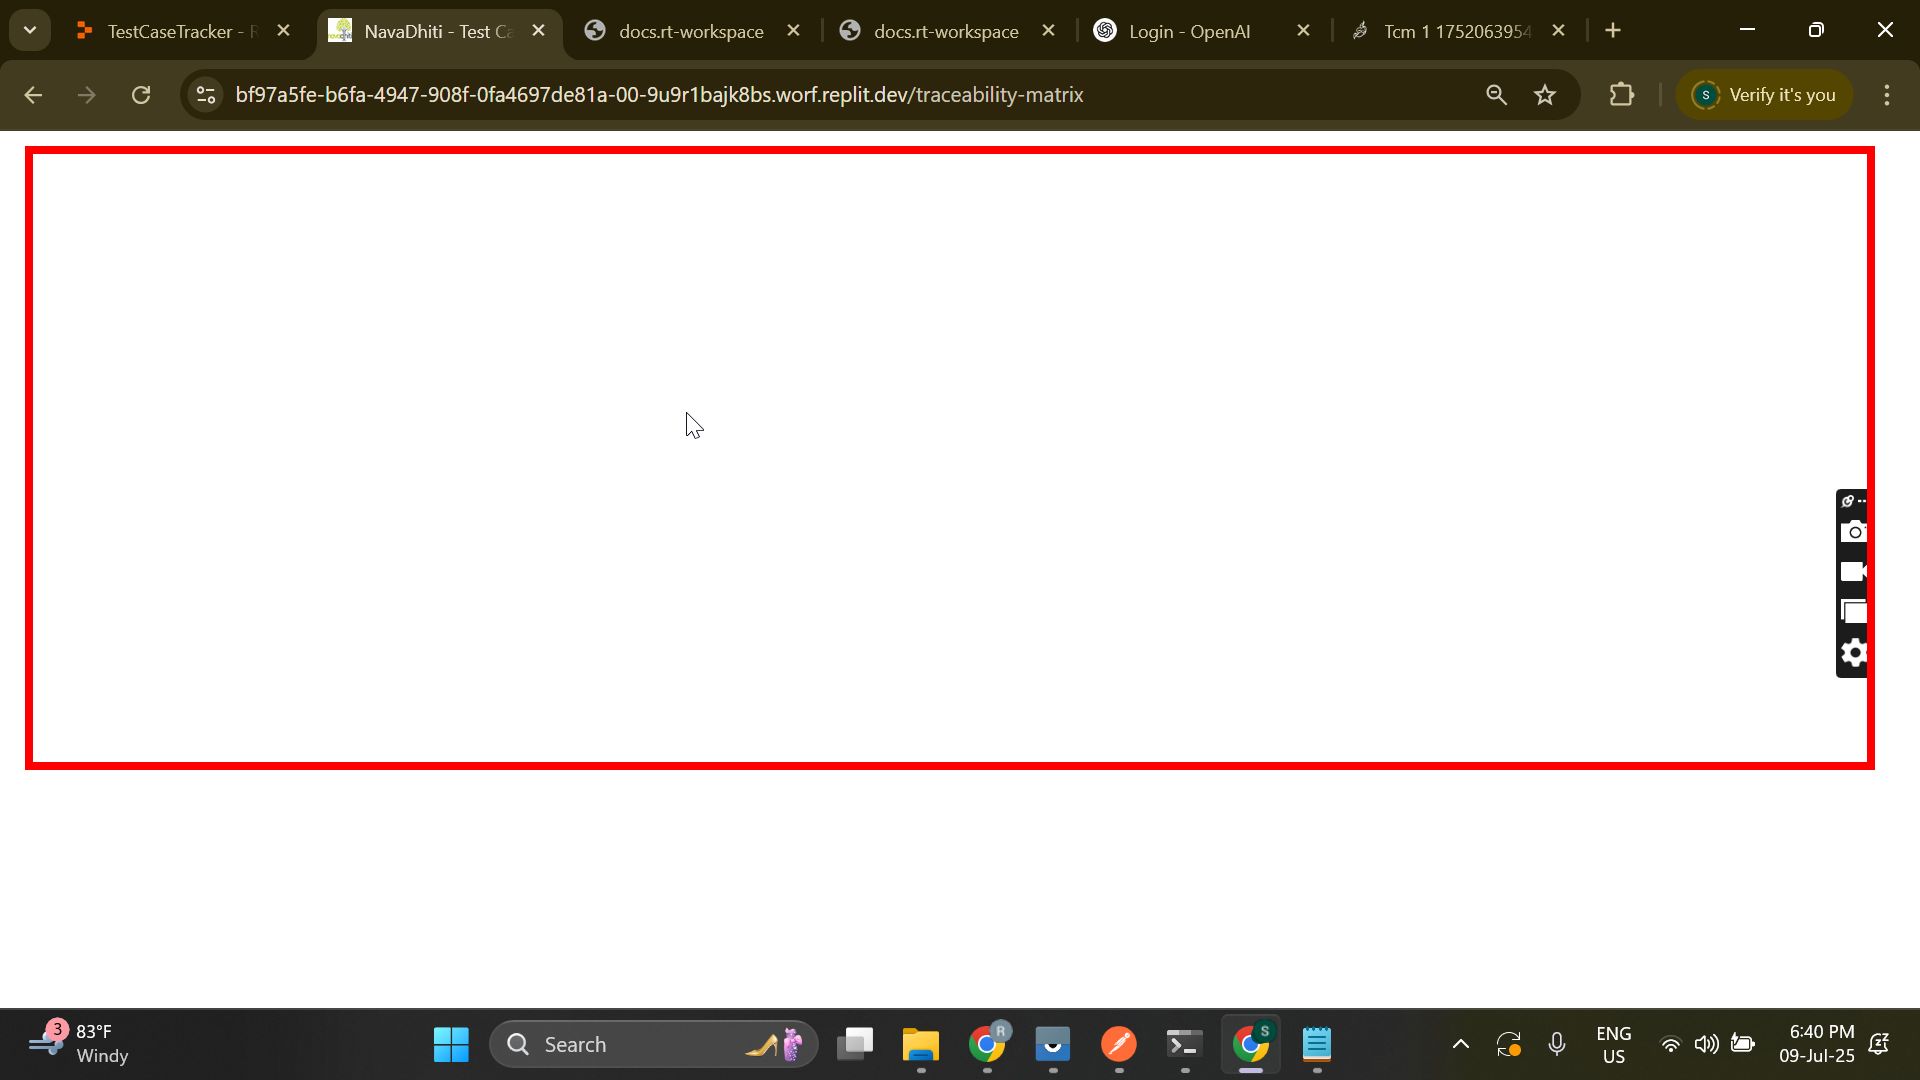 TestCaseTracker - R
NavaDhiti - Test Ca
docs.rt-workspace
docs.rt-workspace
Login - OpenAI
Tcm 1 1752063954
bf97a5fe-b6fa-4947-908f-0fa4697de81a-00-9u9r1bajk8bs.worf.replit.dev/traceability-matrix
S
Verify it's you
3
83°F
Windy
Search
R
S
ENG
US
6:40 PM
09-Jul-25